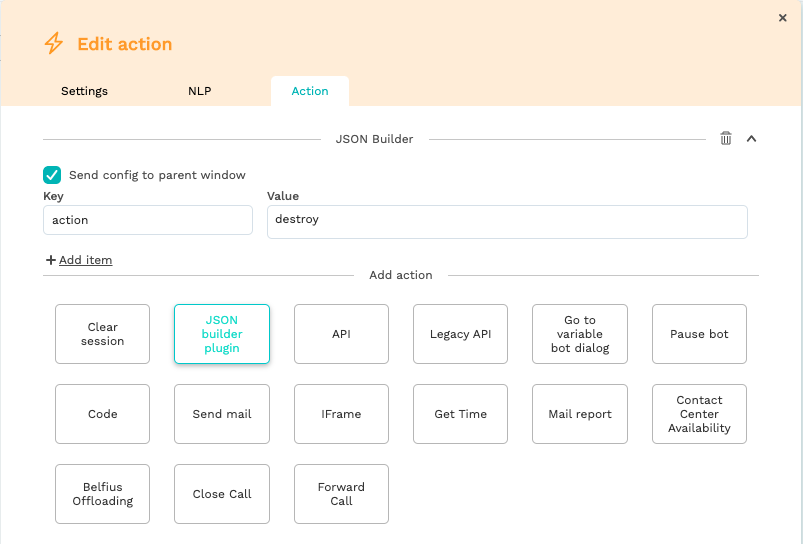 Edit action
Settings NLP Action
JSON Builder
Send config to parent window
Key Value
action destroy
Add item
Add action
Clear
session
JSON
builder
plugin
API
Legacy API
Go to
variable
bot dialog
Pause bot
Code
Send mail
IFrame
Get Time
Mail report
Contact
Center
Availability
Belfius
Offloading
Close Call
Forward
Call